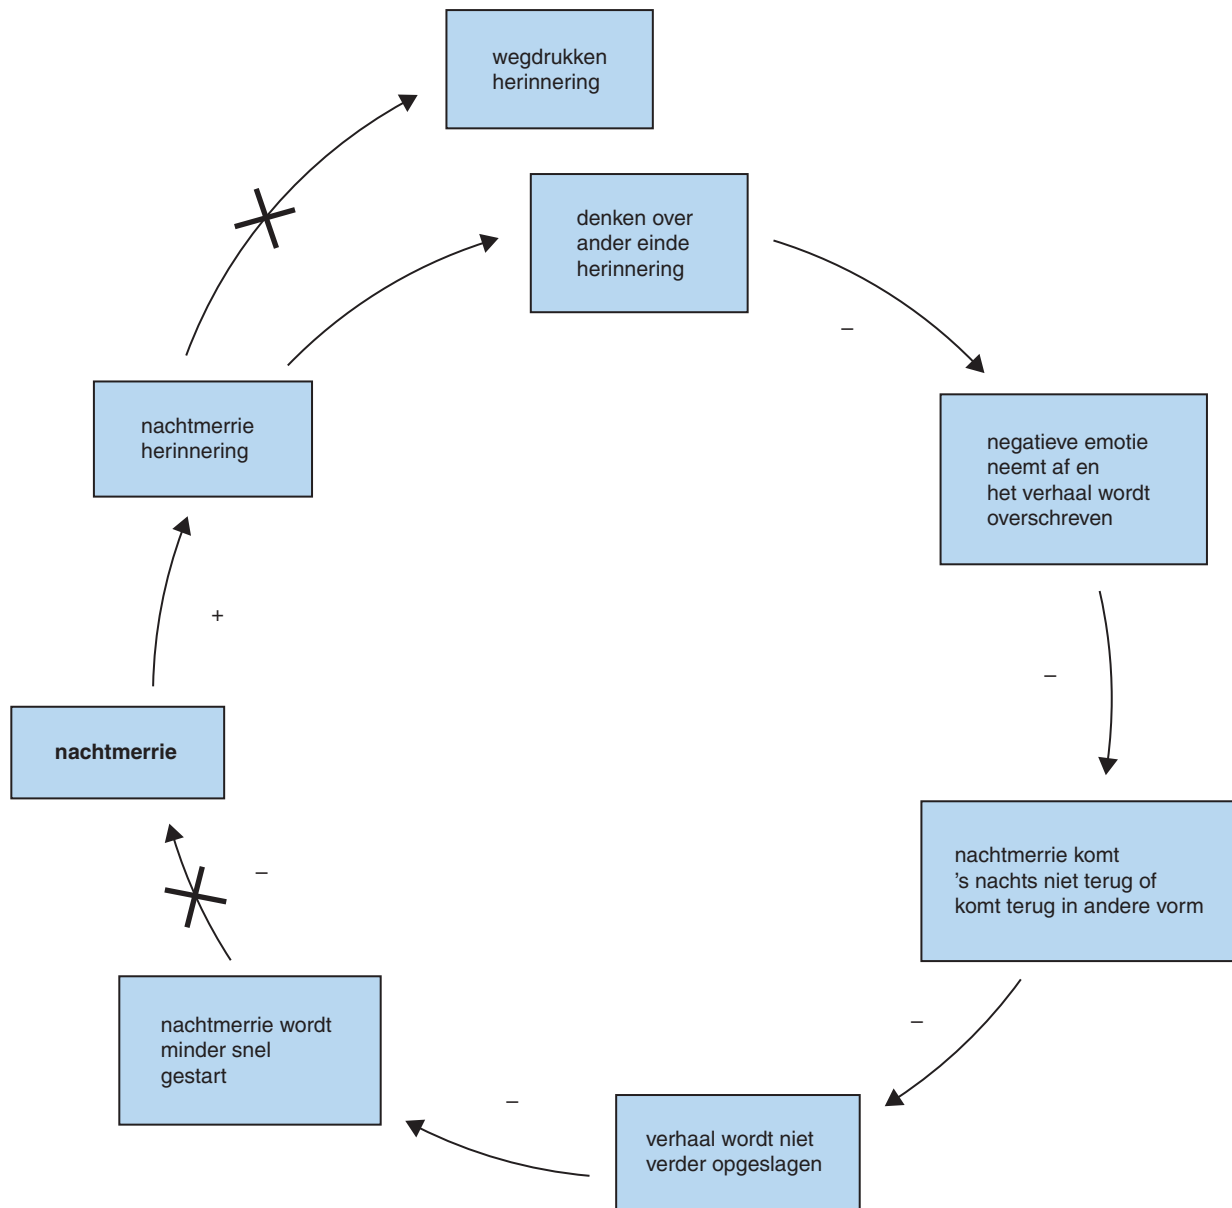 wegdrukken
herinnering
denken over
ander einde
herinnering
–
nachtmerrie
herinnering
negatieve emotie
neemt af en
het verhaal wordt
overschreven
+
–
nachtmerrie
nachtmerrie komt
’s nachts niet terug of
komt terug in andere vorm
–
nachtmerrie wordt
minder snel
gestart
–
–
verhaal wordt niet
verder opgeslagen